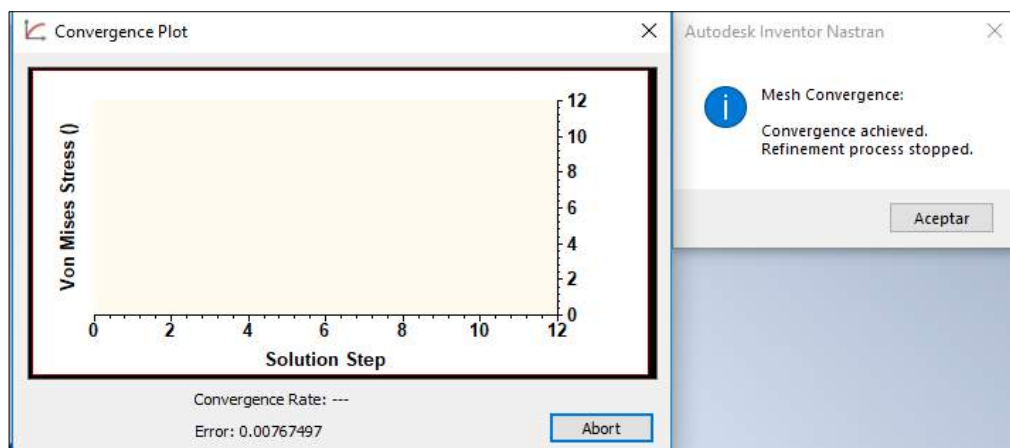 Convergence Plot
Von Mises Stress ()
12
10
8
6
4
2
0
0 2 4 6 8 10 12
Solution Step
Convergence Rate: ---
Error: 0.00767497
Abort
Autodesk Inventor Nastran
Mesh Convergence:
Convergence achieved.
Refinement process stopped.
Aceptar